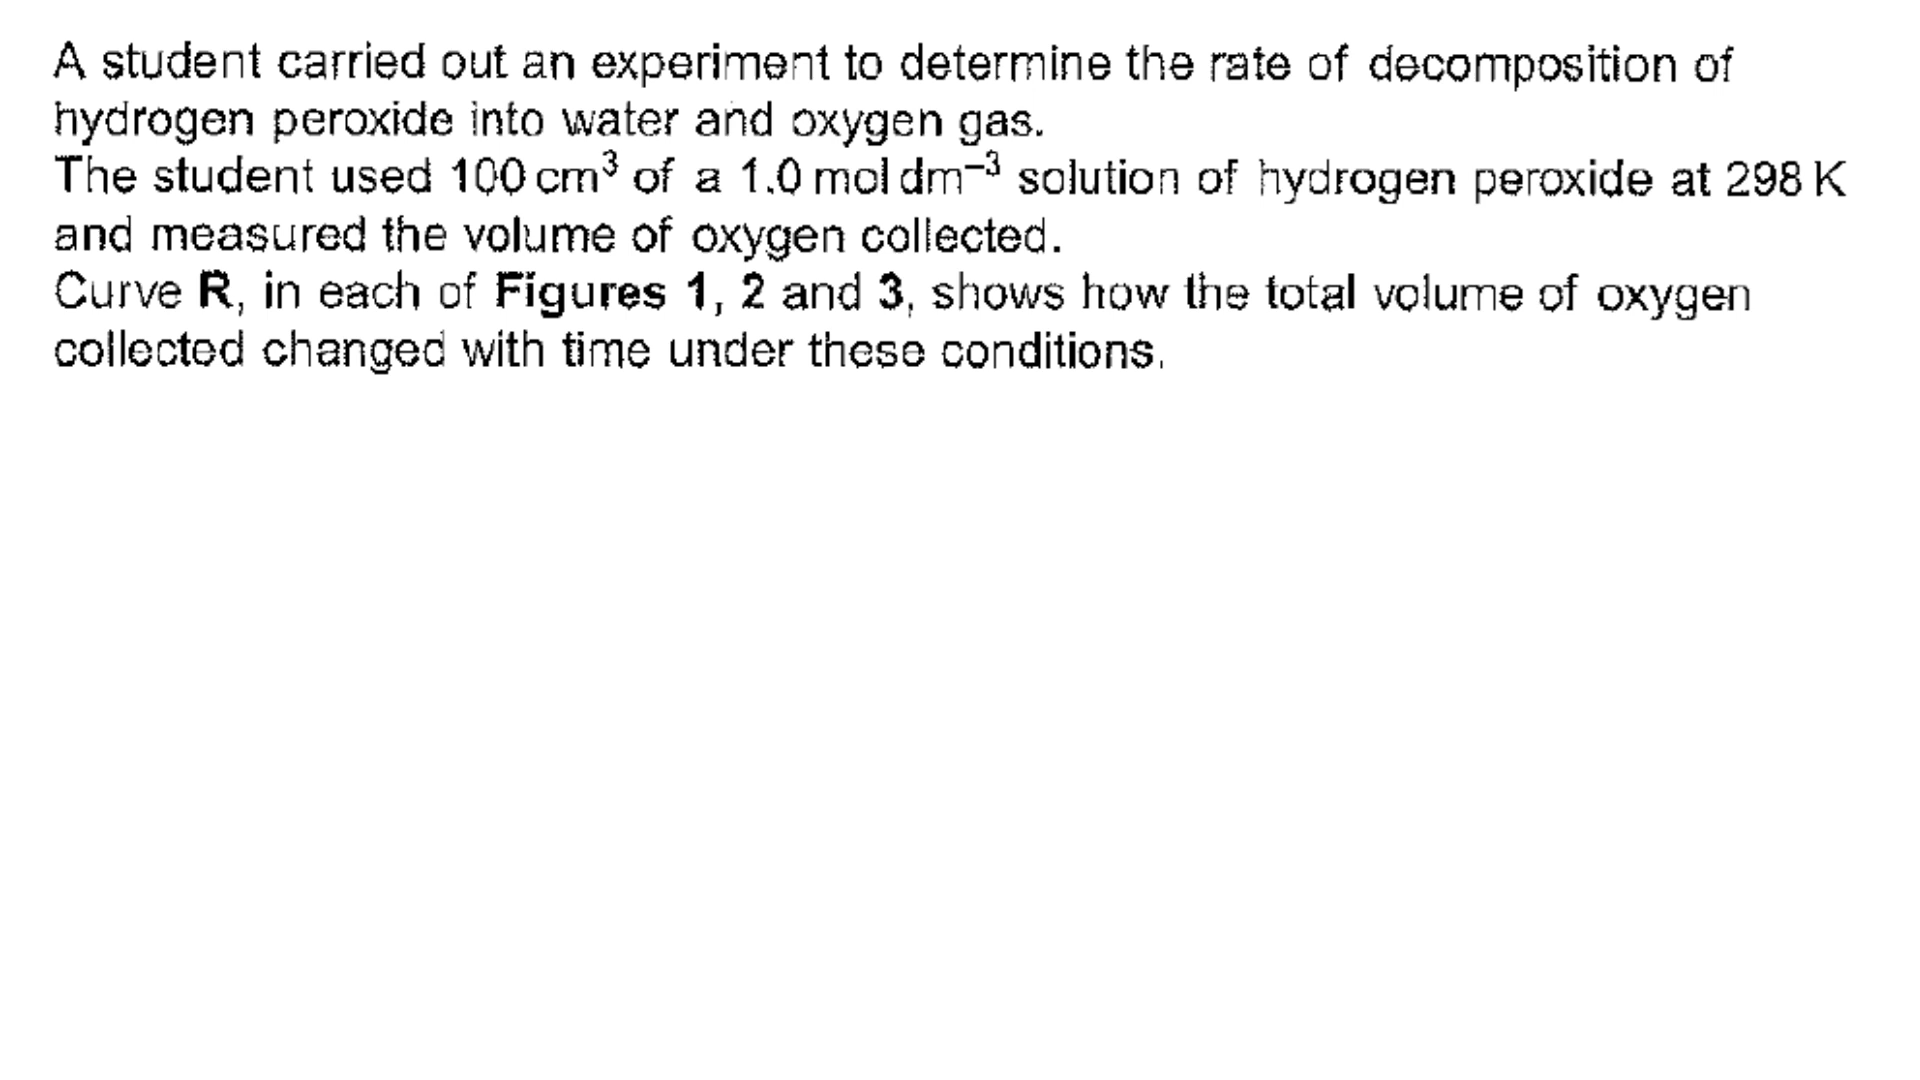 A student carried out an experiment to determine the rate of decomposition of
hydrogen peroxide into water and oxygen gas.
The student used 100 cm³ of a 1.0 mol dm⁻³ solution of hydrogen peroxide at 298 K
and measured the volume of oxygen collected.
Curve R, in each of Figures 1, 2 and 3, shows how the total volume of oxygen
collected changed with time under these conditions.